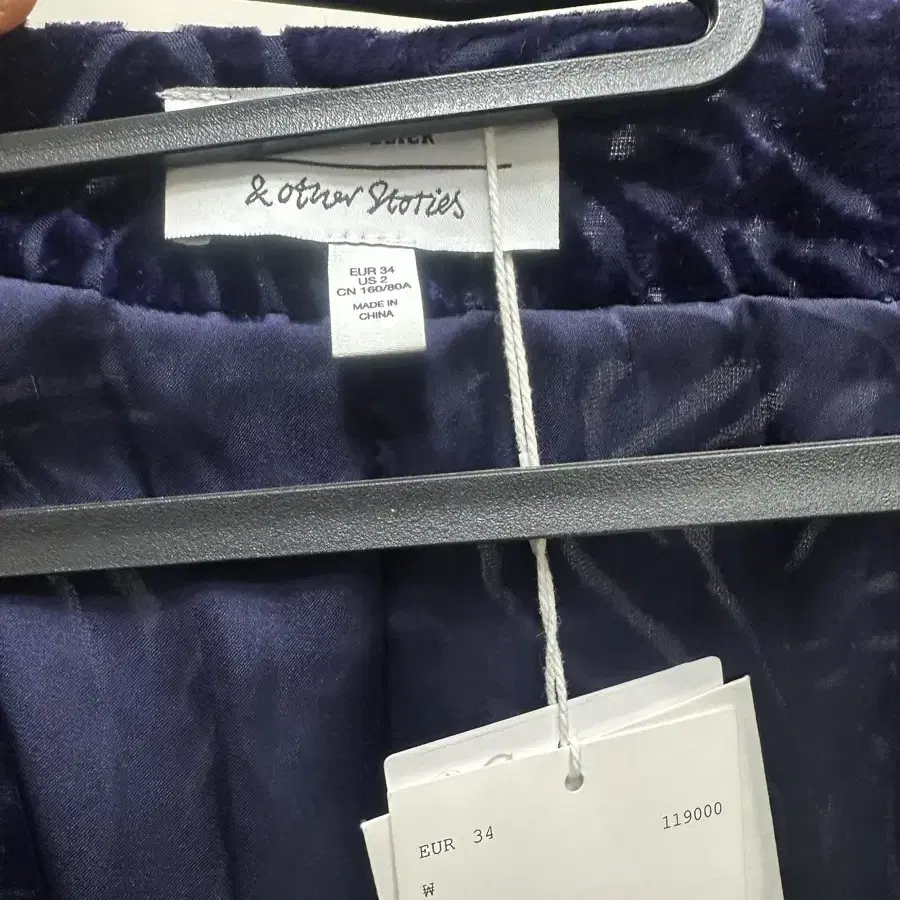 & other Stories
EUR 34
US 2
CN 160/80A
MADE IN
CHINA
EUR 34 119000
₩